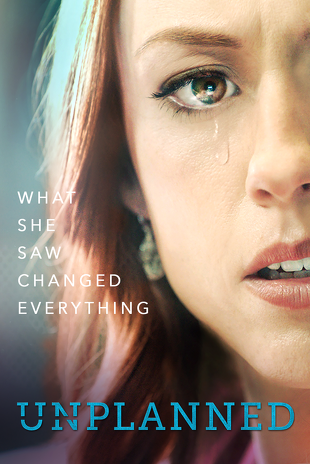 WHAT
SHE
SAW
CHANGED
EVERYTHING
UNPLANNED